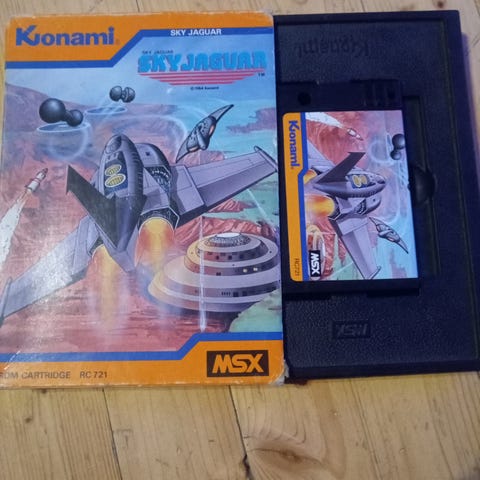 Konami®
SKY JAGUAR
SKY JAGUAR
SKY JAGUAR
TM
© 1984 Konami
MSX
ROM CARTRIDGE RC 721
Konami
Konami
MSX
RC721
MSX